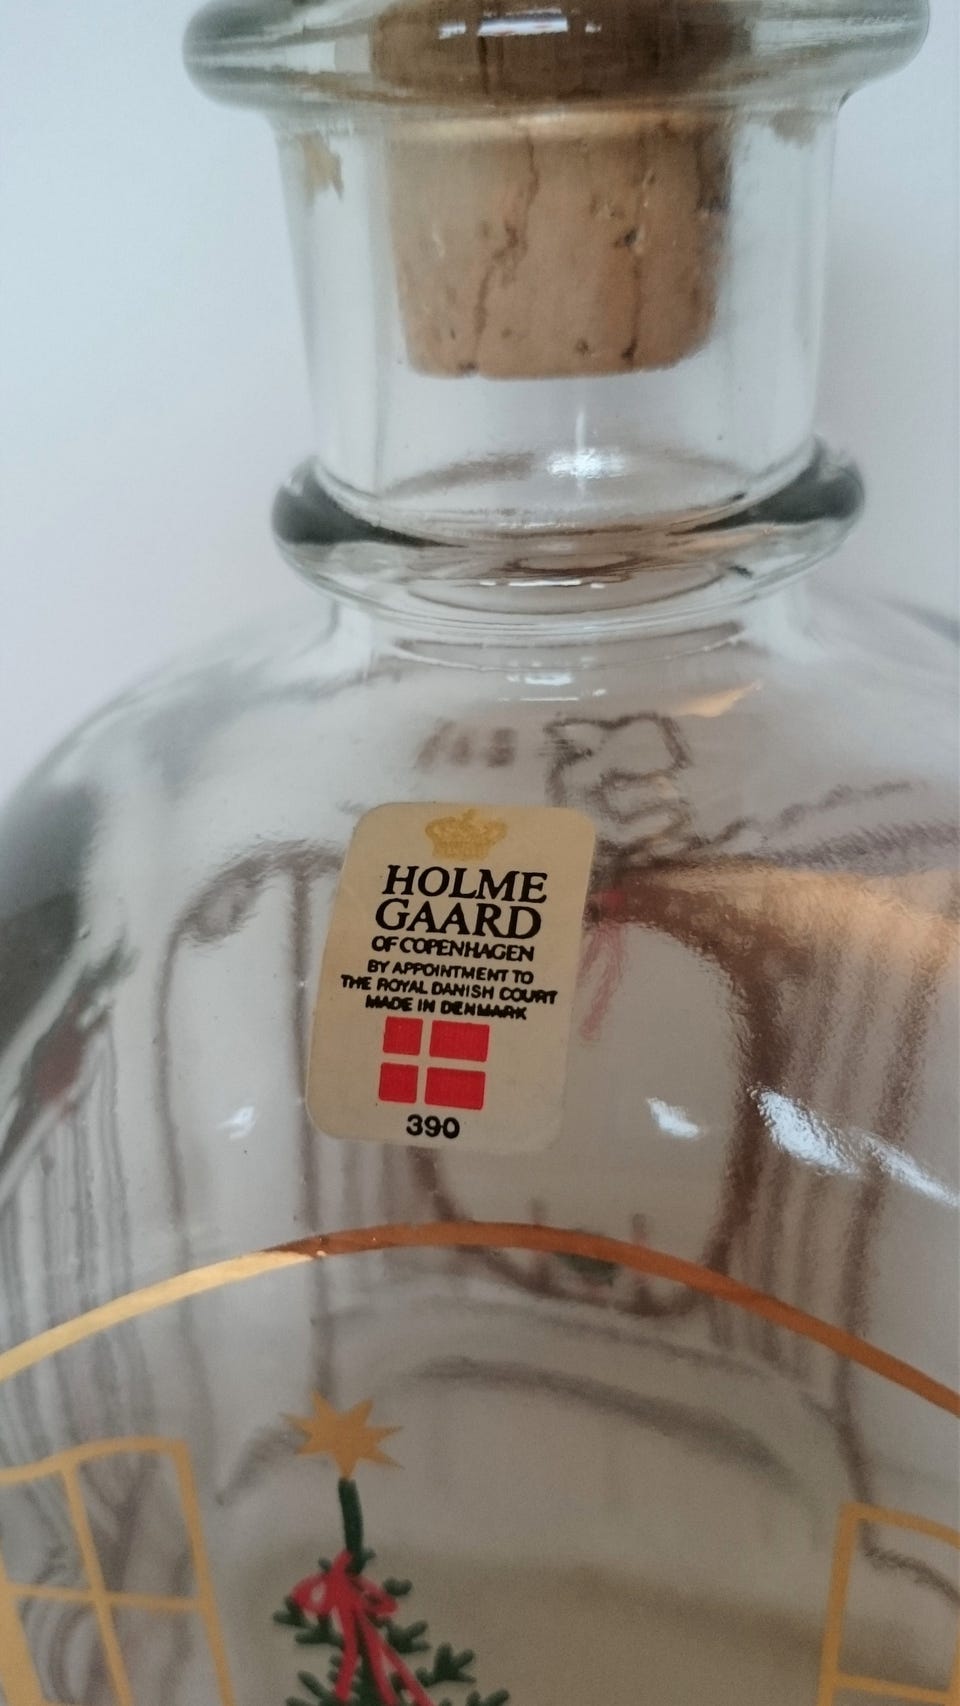 HOLME
GAARD
OF COPENHAGEN
BY APPOINTMENT TO
THE ROYAL DANISH COURT
MADE IN DENMARK
390